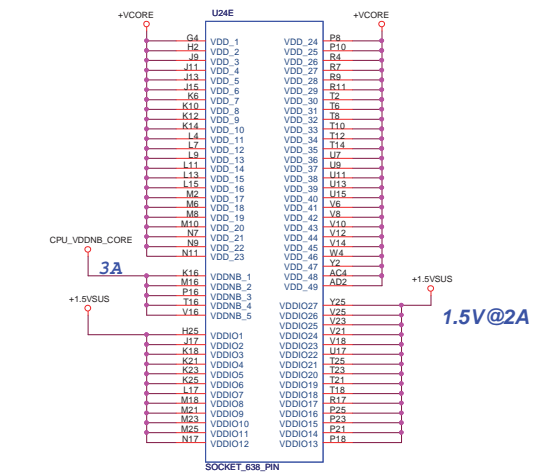 U24E
+VCORE
+VCORE
G4 VDD_1 VDD_24 P8
H2 VDD_2 VDD_25 P10
J9 VDD_3 VDD_26 R4
J11 VDD_4 VDD_27 R7
J13 VDD_5 VDD_28 R9
J15 VDD_6 VDD_29 R11
K6 VDD_7 VDD_30 T2
K10 VDD_8 VDD_31 T6
K12 VDD_9 VDD_32 T8
K14 VDD_10 VDD_33 T10
L4 VDD_11 VDD_34 T12
L7 VDD_12 VDD_35 T14
L9 VDD_13 VDD_36 U7
L11 VDD_14 VDD_37 U9
L13 VDD_15 VDD_38 U11
L15 VDD_16 VDD_39 U13
M2 VDD_17 VDD_40 U15
M6 VDD_18 VDD_41 V6
M8 VDD_19 VDD_42 V8
M10 VDD_20 VDD_43 V10
N7 VDD_21 VDD_44 V12
N9 VDD_22 VDD_45 V14
N11 VDD_23 VDD_46 W4
VDD_47 Y2
VDD_48 AC4
VDD_49 AD2
CPU_VDDNB_CORE
3A
K16 VDDNB_1
M16 VDDNB_2
P16 VDDNB_3
T16 VDDNB_4
V16 VDDNB_5
+1.5VSUS
+1.5VSUS
1.5V@2A
VDDIO27 Y25
VDDIO26 V25
VDDIO25 V23
H25 VDDIO1 VDDIO24 V21
J17 VDDIO2 VDDIO23 V18
K18 VDDIO3 VDDIO22 U17
K21 VDDIO4 VDDIO21 T25
K23 VDDIO5 VDDIO20 T23
K25 VDDIO6 VDDIO19 T21
L17 VDDIO7 VDDIO18 T18
M18 VDDIO8 VDDIO17 R17
M21 VDDIO9 VDDIO16 P25
M23 VDDIO10 VDDIO15 P23
M25 VDDIO11 VDDIO14 P21
N17 VDDIO12 VDDIO13 P18
SOCKET_638_PIN